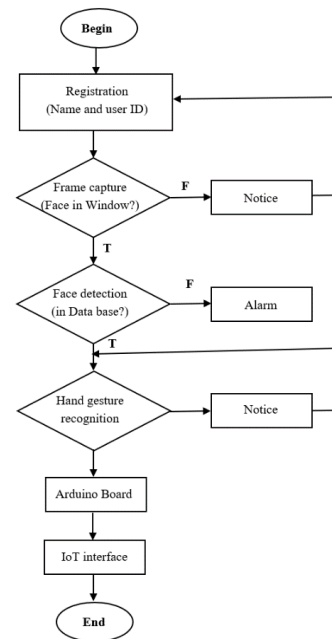 Begin
Registration
(Name and user ID)
Frame capture
(Face in Window?)
F
Notice
T
Face detection
(in Data base?)
F
Alarm
T
Hand gesture
recognition
Notice
Arduino Board
IoT interface
End